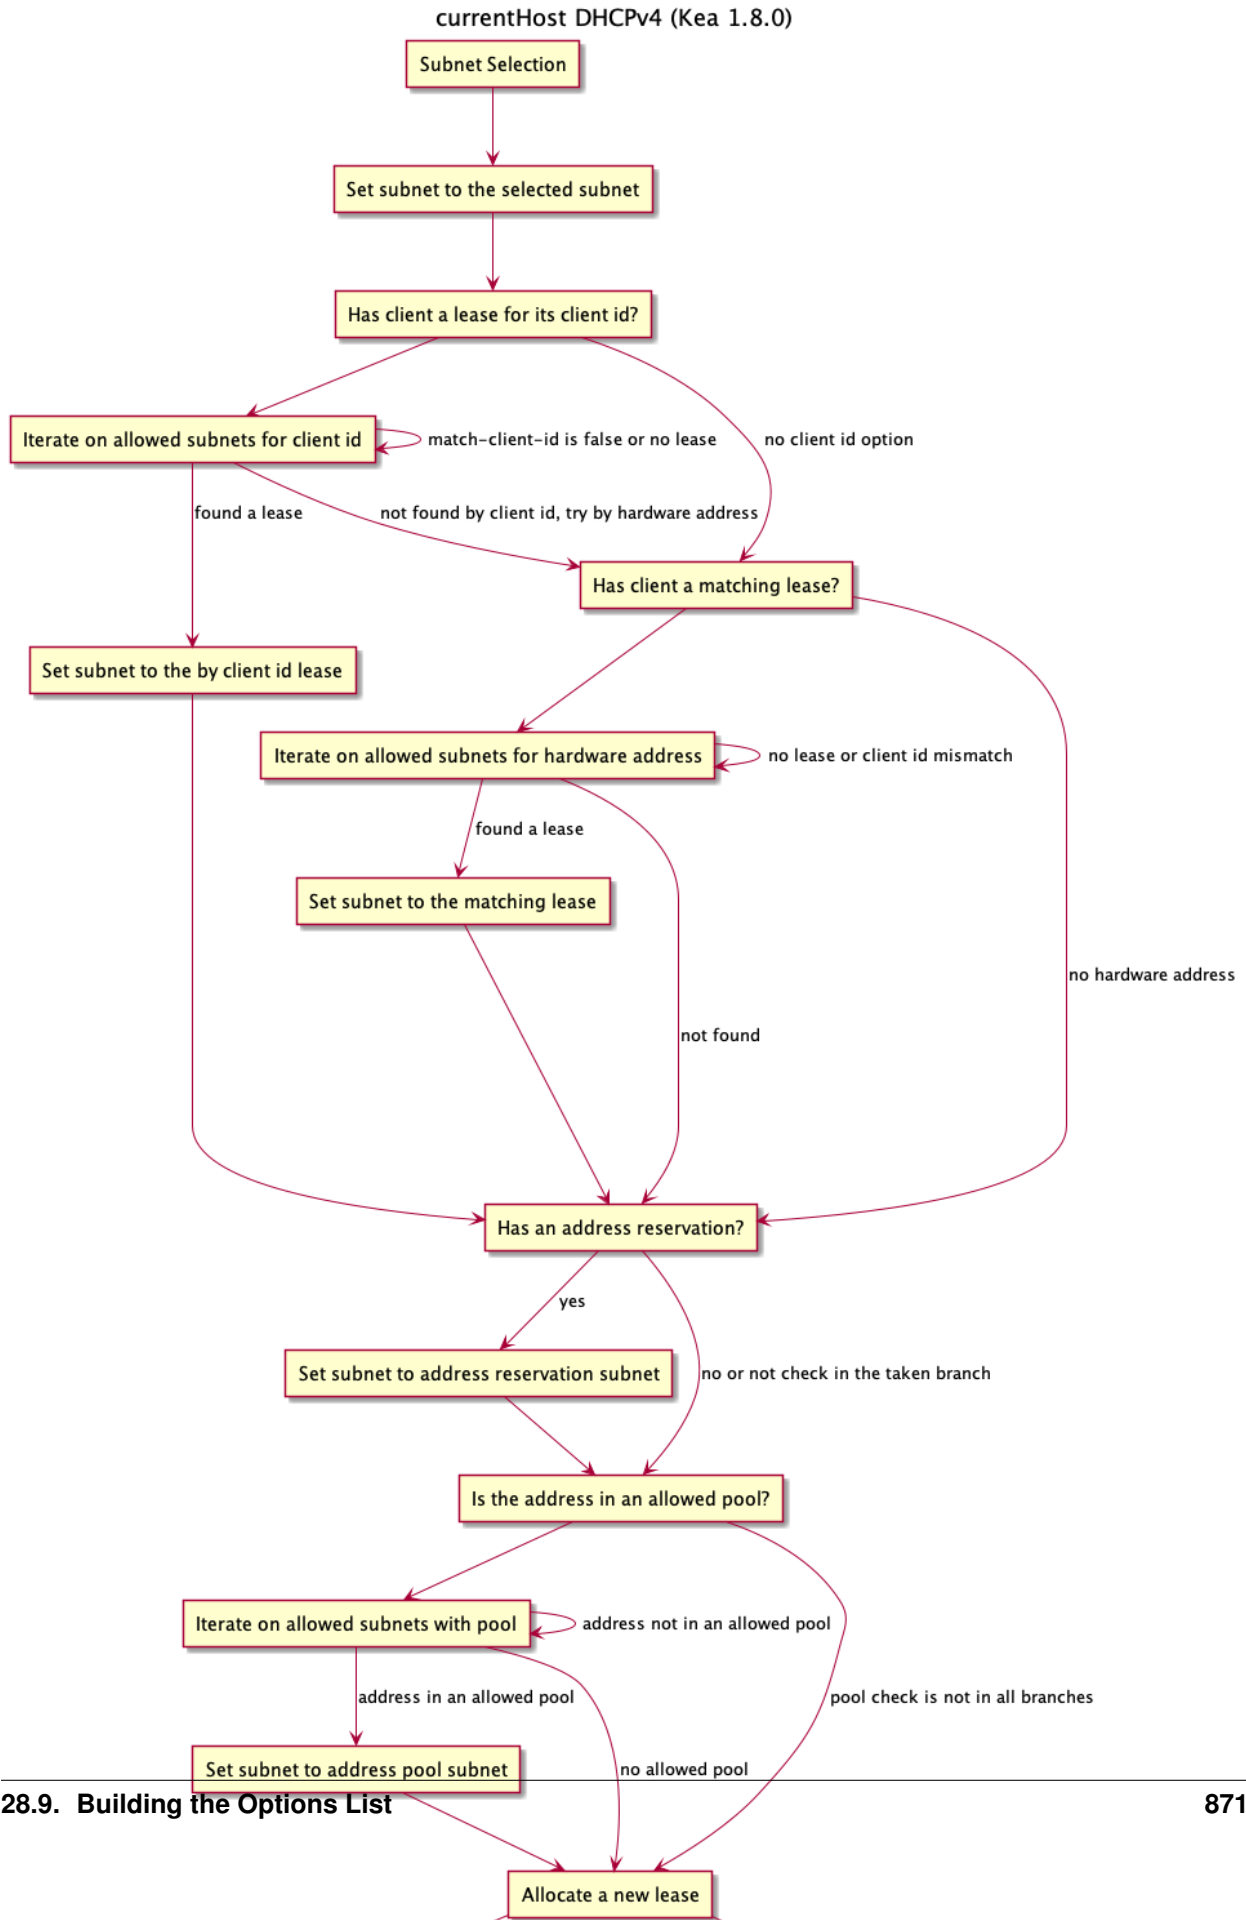 currentHost DHCPv4 (Kea 1.8.0)
Subnet Selection
Set subnet to the selected subnet
Has client a lease for its client id?
Iterate on allowed subnets for client id
match-client-id is false or no lease
no client id option
found a lease
not found by client id, try by hardware address
Has client a matching lease?
Set subnet to the by client id lease
Iterate on allowed subnets for hardware address
no lease or client id mismatch
found a lease
Set subnet to the matching lease
no hardware address
not found
Has an address reservation?
yes
Set subnet to address reservation subnet
no or not check in the taken branch
Is the address in an allowed pool?
Iterate on allowed subnets with pool
address not in an allowed pool
address in an allowed pool
pool check is not in all branches
Set subnet to address pool subnet
no allowed pool
28.9. Building the Options List
871
Allocate a new lease